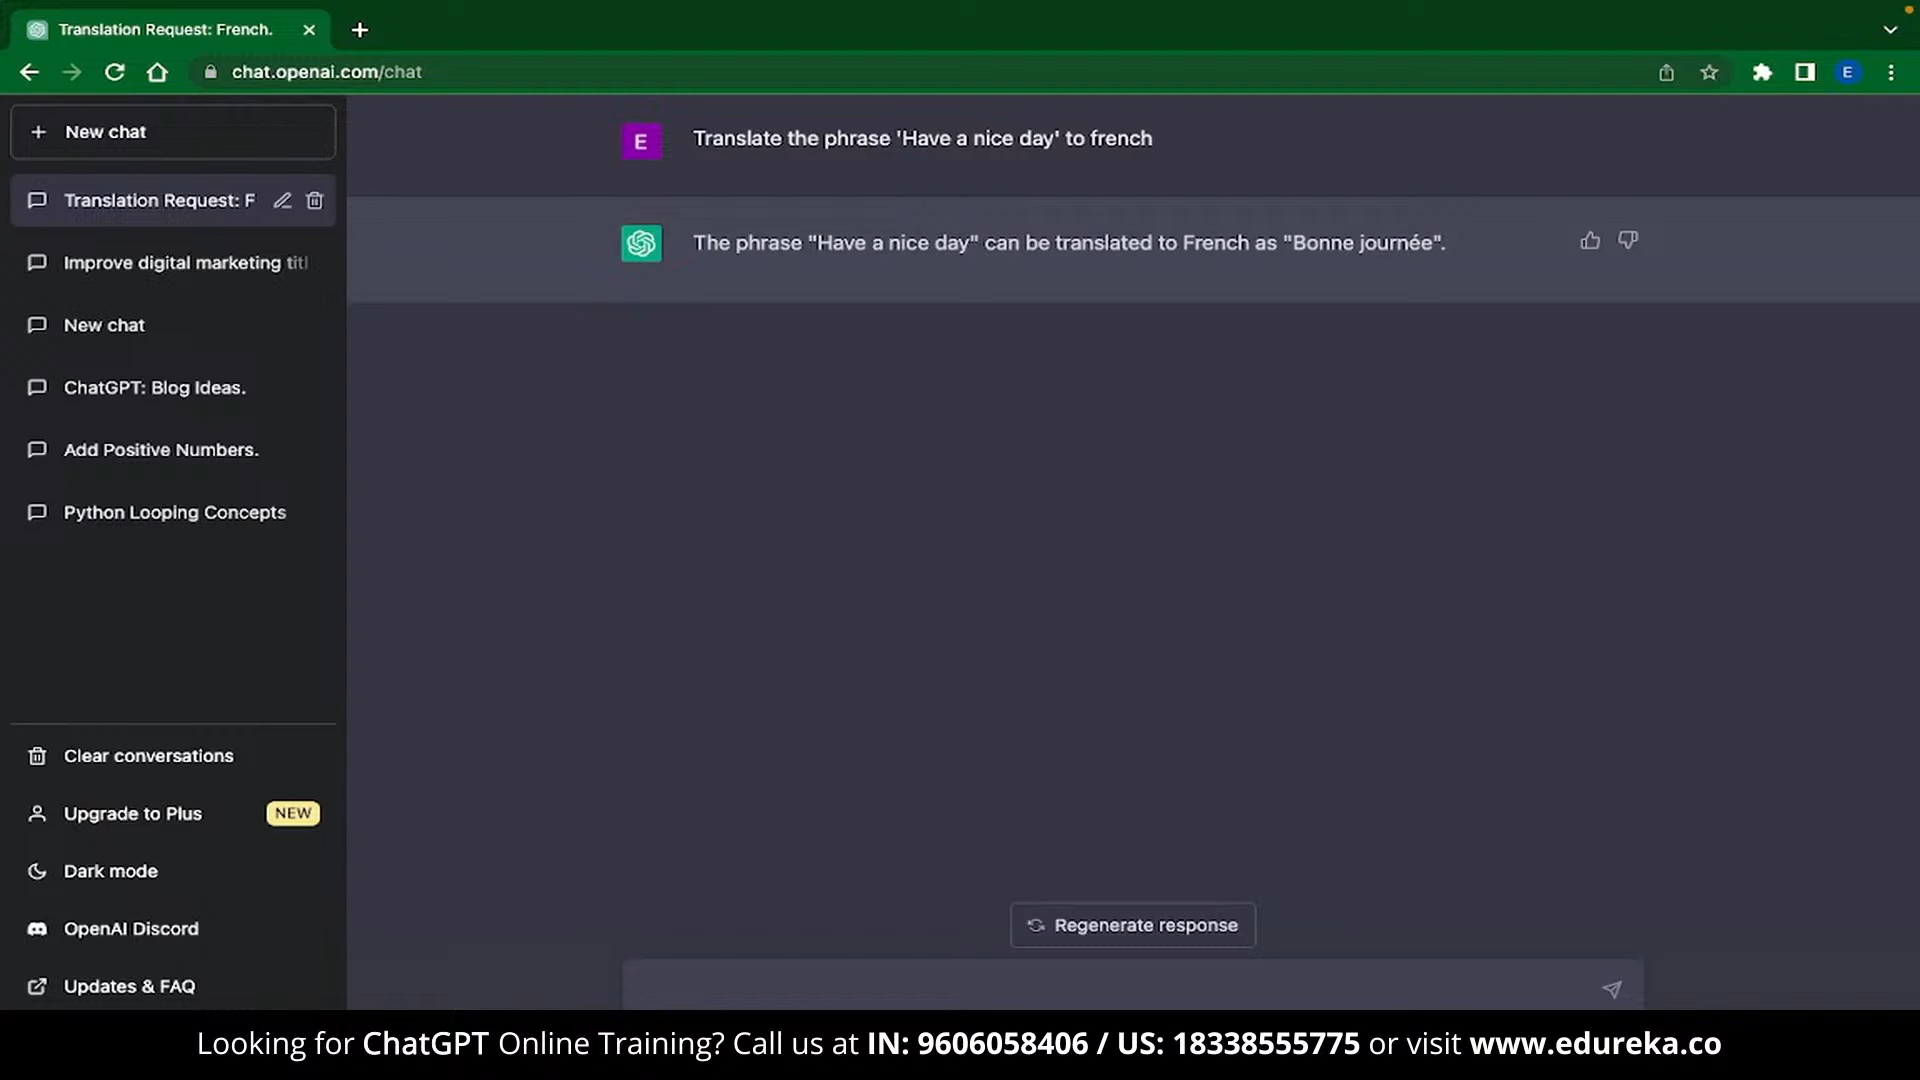 Translation Request: French.
chat.openai.com/chat
E
New chat
Translation Request: F
Improve digital marketing titl
New chat
ChatGPT: Blog Ideas.
Add Positive Numbers.
Python Looping Concepts
Clear conversations
Upgrade to Plus NEW
Dark mode
OpenAI Discord
Updates & FAQ
E
Translate the phrase 'Have a nice day' to french
The phrase "Have a nice day" can be translated to French as "Bonne journée".
Regenerate response
Looking for ChatGPT Online Training? Call us at IN: 9606058406 / US: 18338555775 or visit www.edureka.co